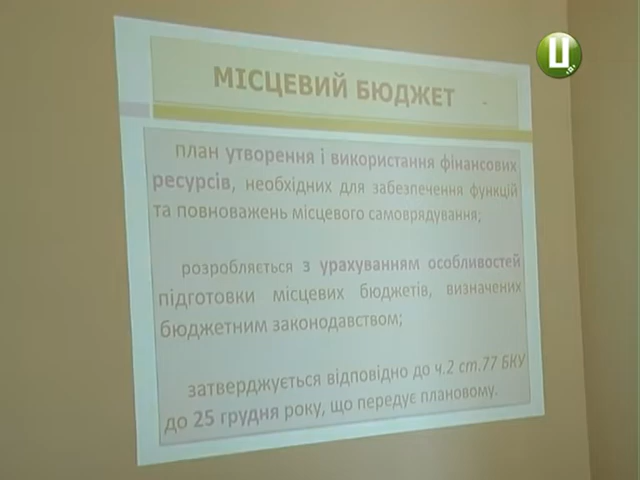 Ц
МІСЦЕВИЙ БЮДЖЕТ
план утворення і використання фінансових
ресурсів, необхідних для забезпечення функцій
та повноважень місцевого самоврядування;
розробляється з урахуванням особливостей
підготовки місцевих бюджетів, визначених
бюджетним законодавством;
затверджується відповідно до ч.2 ст.77 БКУ
до 25 грудня року, що передує плановому.